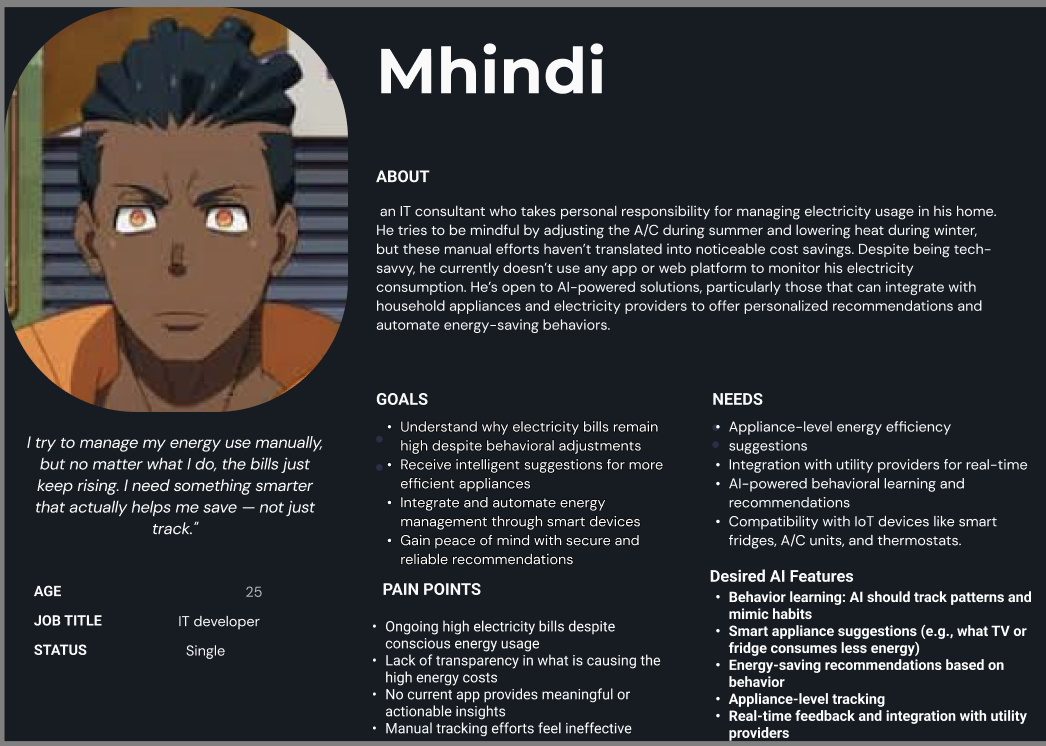 Mhindi
ABOUT
an IT consultant who takes personal responsibility for managing electricity usage in his home.
He tries to be mindful by adjusting the A/C during summer and lowering heat during winter,
but these manual efforts haven't translated into noticeable cost savings. Despite being tech-
savvy, he currently doesn't use any app or web platform to monitor his electricity
consumption. He's open to AI-powered solutions, particularly those that can integrate with
household appliances and electricity providers to offer personalized recommendations and
automate energy-saving behaviors.
I try to manage my energy use manually,
but no matter what I do, the bills just
keep rising. I need something smarter
that actually helps me save — not just
track."
AGE 25
JOB TITLE IT developer
STATUS Single
GOALS
• Understand why electricity bills remain
high despite behavioral adjustments
• Receive intelligent suggestions for more
efficient appliances
• Integrate and automate energy
management through smart devices
• Gain peace of mind with secure and
reliable recommendations
PAIN POINTS
• Ongoing high electricity bills despite
conscious energy usage
• Lack of transparency in what is causing the
high energy costs
• No current app provides meaningful or
actionable insights
• Manual tracking efforts feel ineffective
NEEDS
• Appliance-level energy efficiency
suggestions
• Integration with utility providers for real-time
• AI-powered behavioral learning and
recommendations
• Compatibility with IoT devices like smart
fridges, A/C units, and thermostats.
Desired AI Features
• Behavior learning: AI should track patterns and
mimic habits
• Smart appliance suggestions (e.g., what TV or
fridge consumes less energy)
• Energy-saving recommendations based on
behavior
• Appliance-level tracking
• Real-time feedback and integration with utility
providers